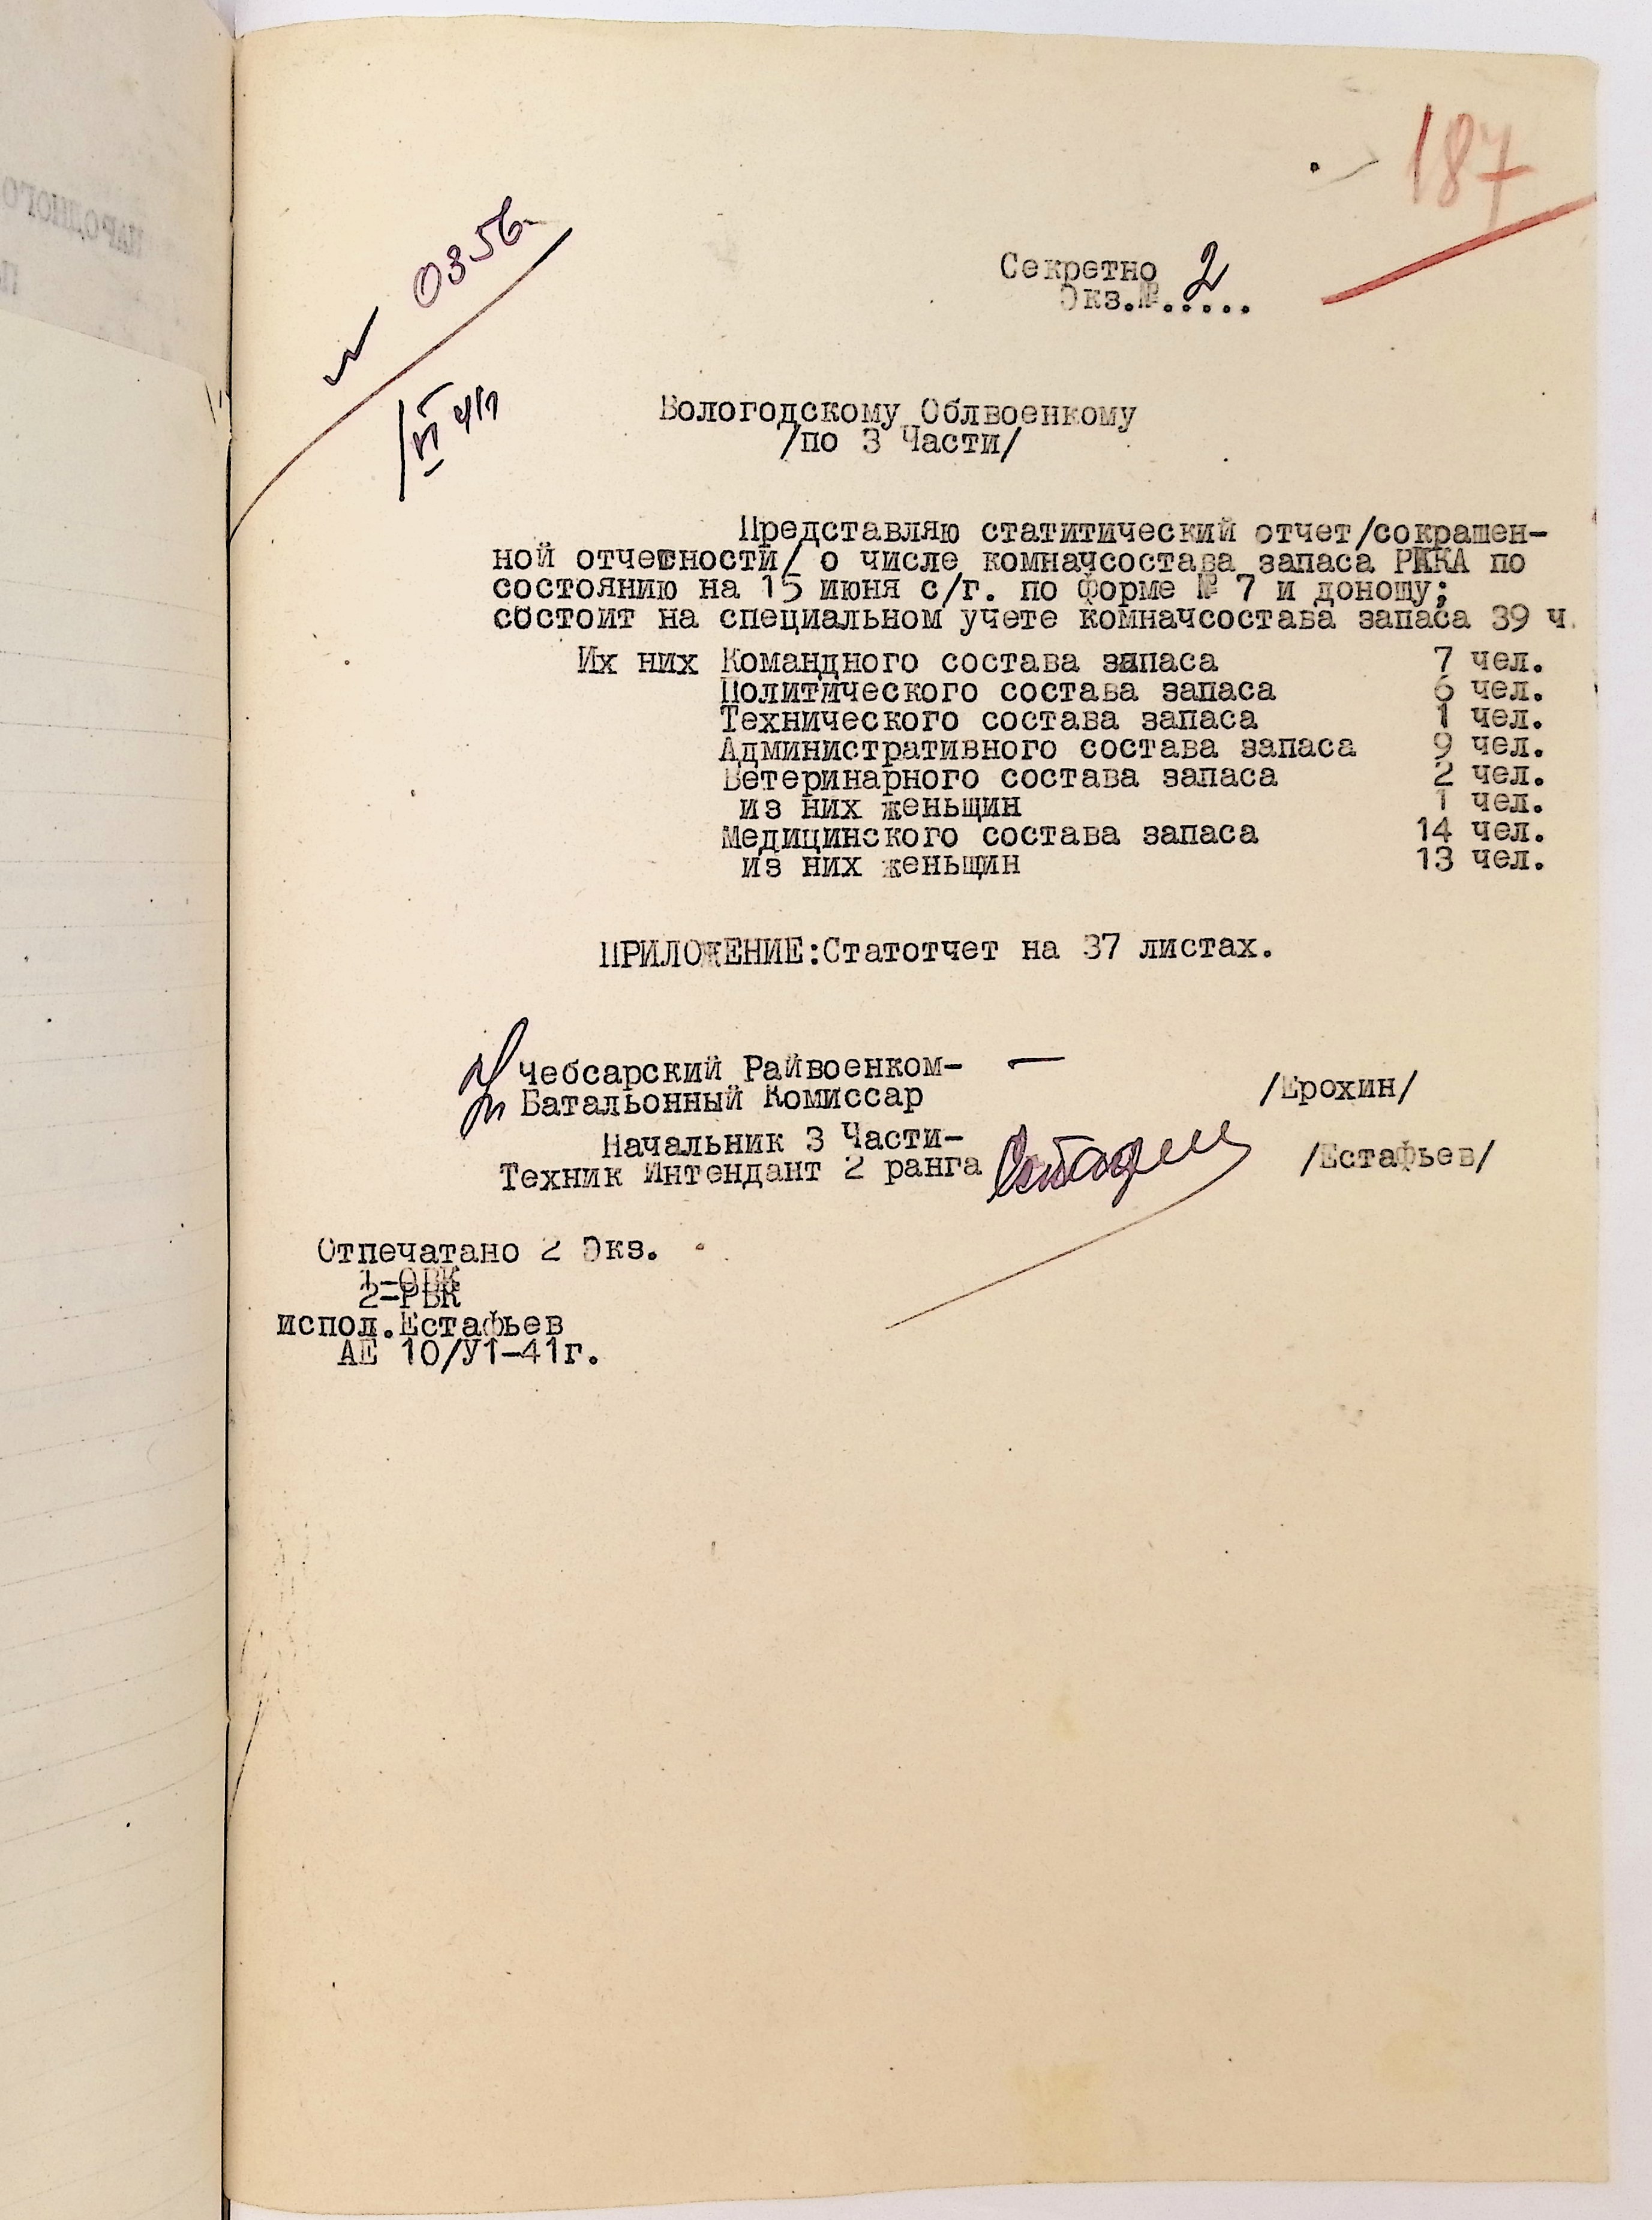 187
0356
Секретно
Экз.№..... 2
VI 41г
Вологодскому Облвоенкому
/по 3 Части/
Представляю статитический отчет/сокрашен-
ной отчетности/ о числе комначсостава запаса РККА по
состоянию на 15 июня с/г. по форме № 7 и доношу;
состоит на специальном учете комначсостава запаса 39 ч.
Их них Командного состава запаса 7 чел.
Политического состава запаса 6 чел.
Технического состава запаса 1 чел.
Административного состава запаса 9 чел.
Ветеринарного состава запаса 2 чел.
из них женьщин 1 чел.
Медицинского состава запаса 14 чел.
из них женьщин 13 чел.
ПРИЛОЖЕНИЕ:Статотчет на 37 листах.
Чебсарский Райвоенком-
Батальонный Комиссар /Ерохин/
Начальник 3 Части-
Техник Интендант 2 ранга /Естафьев/
Отпечатано 2 Экз.
1-ОВК
2-РВК
испол.Естафьев
АЕ 10/У1-41г.